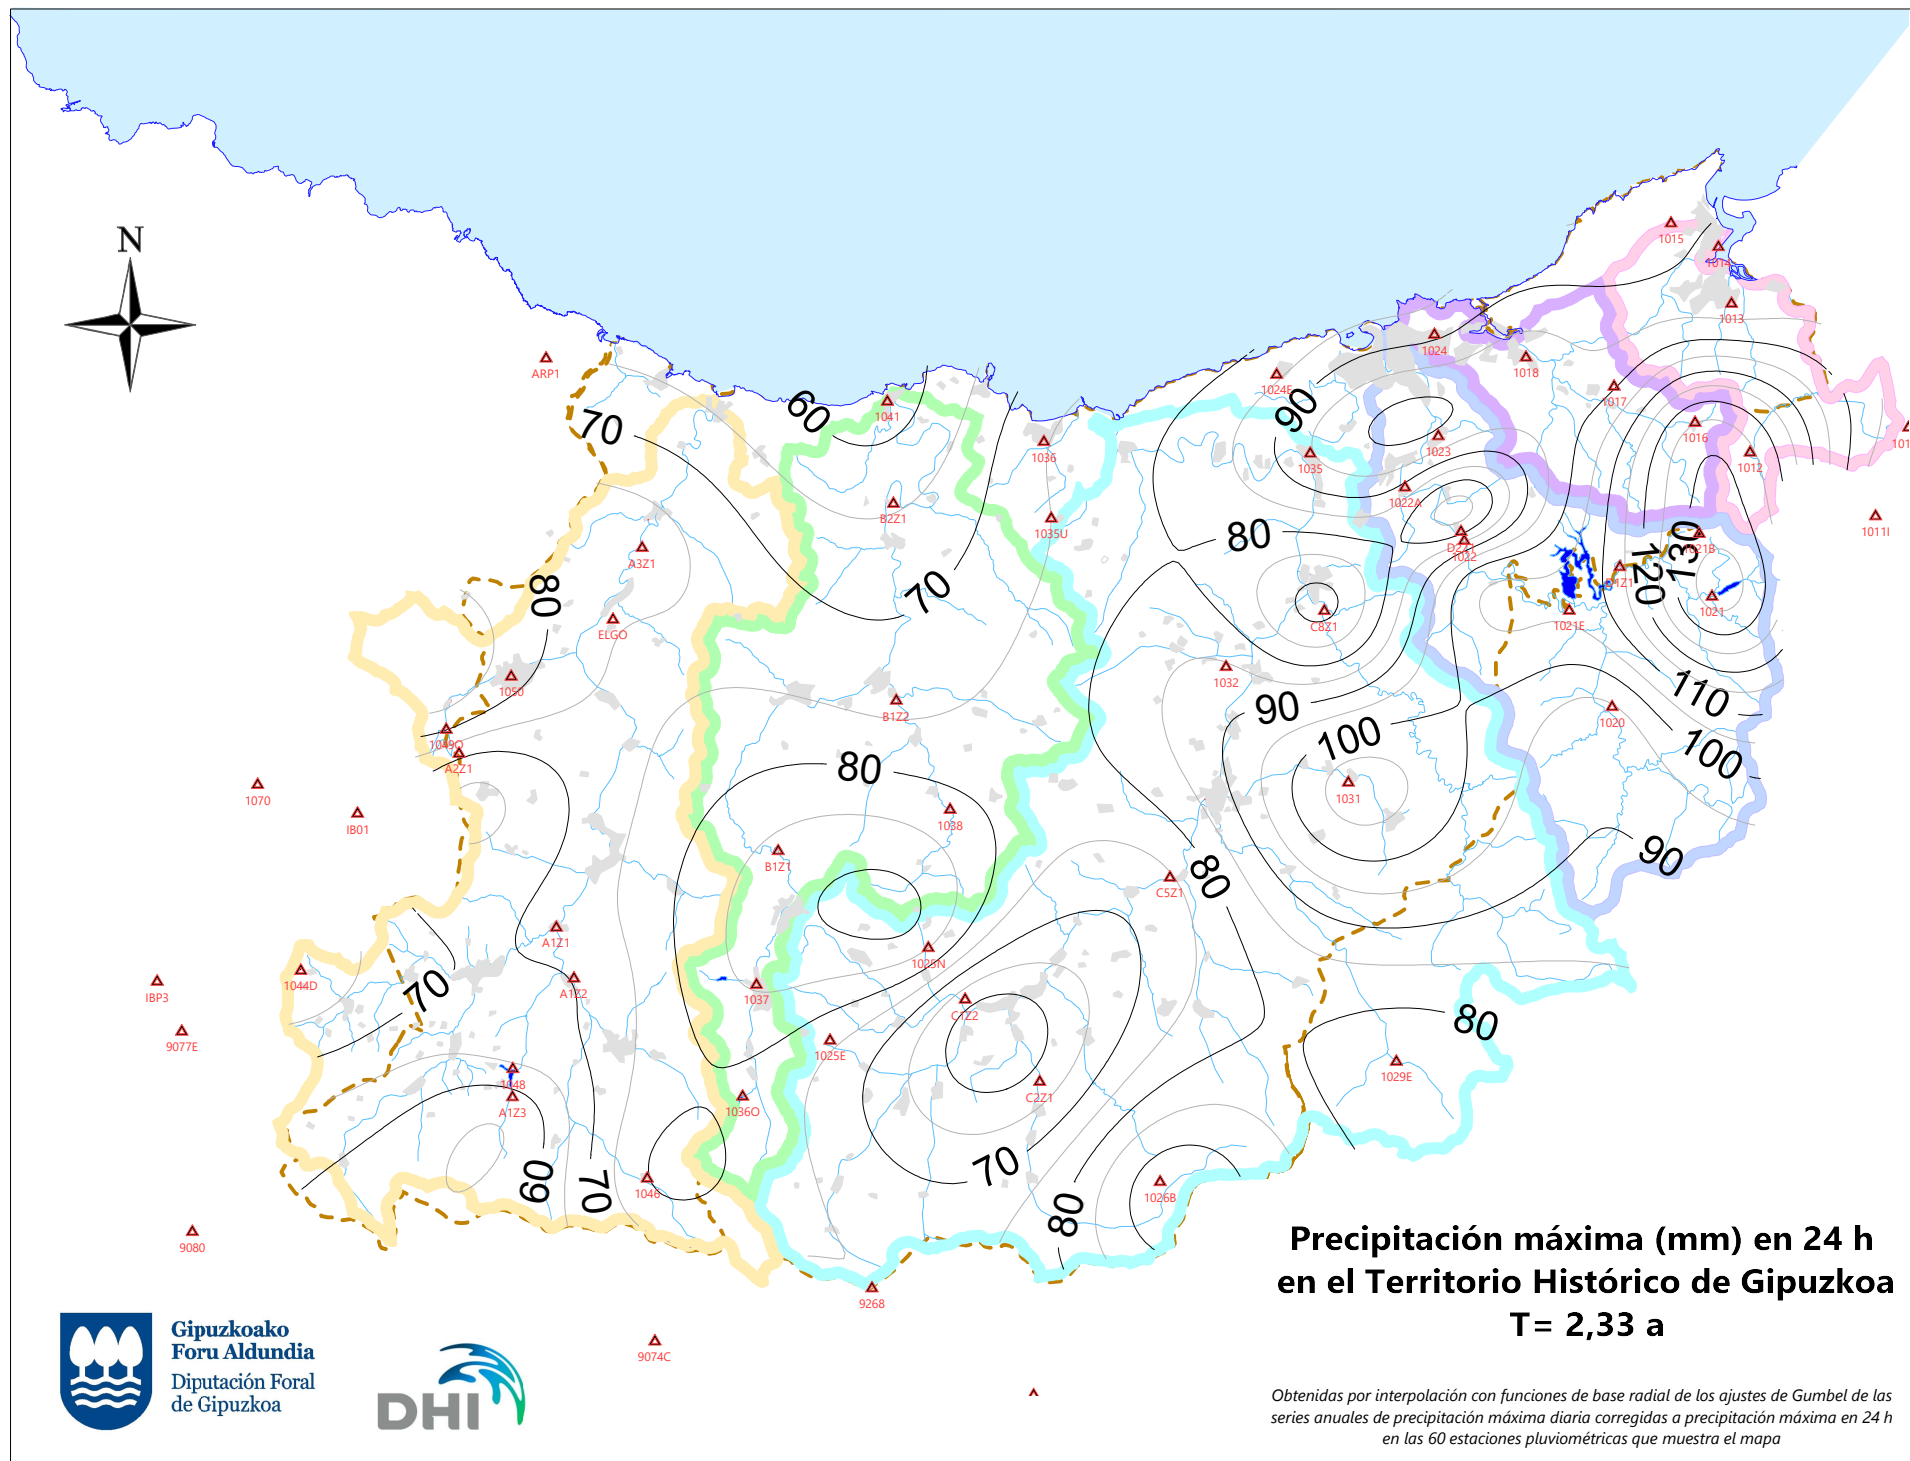 N
1015
1014
1013
ARP1
1024
1018
1024E
1017
90
60
1041
70
1016
1036
1023
1035
1012
1022A
B2Z1
1035U
1011I
80
130
1021B
D2Z1
1022
A3Z1
D1Z1
120
80
70
1021
C8Z1
1021E
ELGO
1032
1050
110
B1Z2
90
1020
1049O
100
100
A2Z1
80
1070
1031
IB01
1038
90
B1Z1
80
C5Z1
A1Z1
1025N
1044D
A1Z2
70
IBP3
1037
C1Z2
80
9077E
1025E
1029E
1048
C2Z1
A1Z3
1036O
70
60
70
1046
1026B
80
9080
Precipitación máxima (mm) en 24 h
en el Territorio Histórico de Gipuzkoa
T= 2,33 a
9268
9074C
Gipuzkoako
Foru Aldundia
Diputación Foral
de Gipuzkoa
DHI
Obtenidas por interpolación con funciones de base radial de los ajustes de Gumbel de las
series anuales de precipitación máxima diaria corregidas a precipitación máxima en 24 h
en las 60 estaciones pluviométricas que muestra el mapa